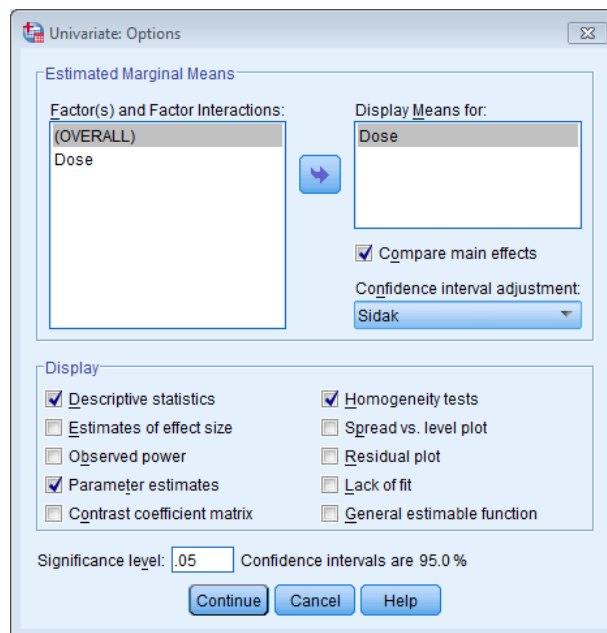 Univariate: Options
Estimated Marginal Means
Factor(s) and Factor Interactions:
(OVERALL)
Dose
Display Means for:
Dose
Compare main effects
Confidence interval adjustment:
Sidak
Display
Descriptive statistics
Estimates of effect size
Observed power
Parameter estimates
Contrast coefficient matrix
Homogeneity tests
Spread vs. level plot
Residual plot
Lack of fit
General estimable function
Significance level: .05 Confidence intervals are 95.0 %
Continue Cancel Help